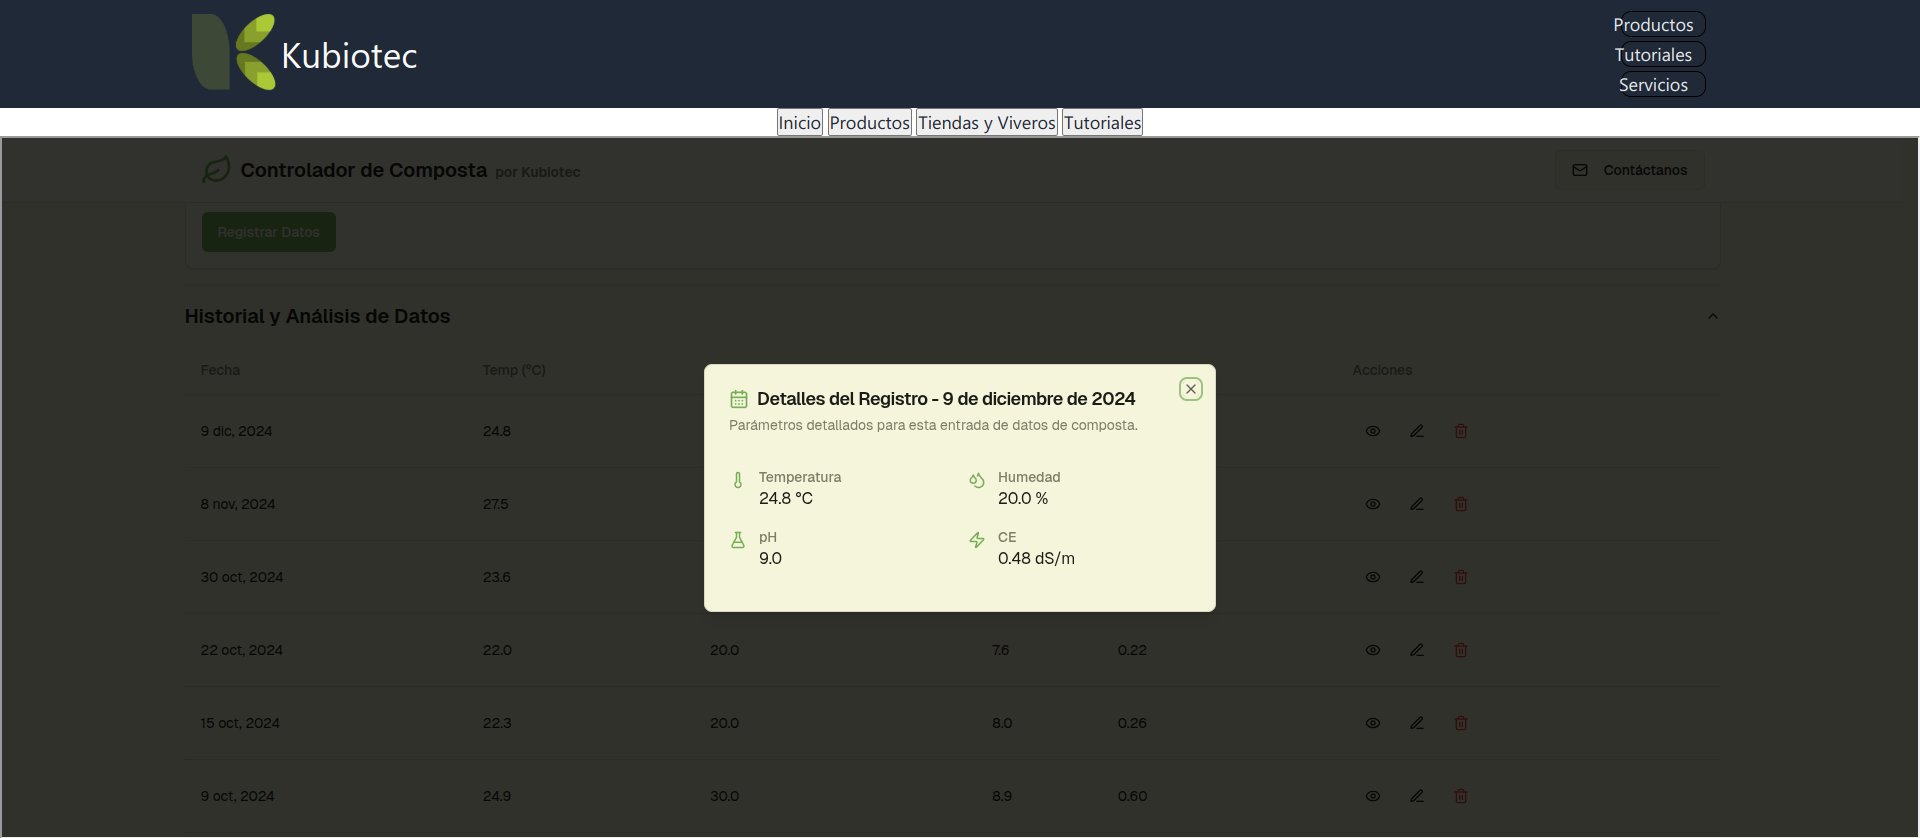 Kubiotec
Productos
Tutoriales
Servicios
Inicio Productos Tiendas y Viveros Tutoriales
Controlador de Composta por Kubiotec
Contáctanos
Registrar Datos
Historial y Análisis de Datos
Fecha Temp (°C) Acciones
Detalles del Registro - 9 de diciembre de 2024
Parámetros detallados para esta entrada de datos de composta.
Temperatura
24.8 °C
Humedad
20.0 %
pH
9.0
CE
0.48 dS/m
9 dic, 2024 24.8
8 nov, 2024 27.5
30 oct, 2024 23.6
22 oct, 2024 22.0 20.0 7.6 0.22
15 oct, 2024 22.3 20.0 8.0 0.26
9 oct, 2024 24.9 30.0 8.9 0.60